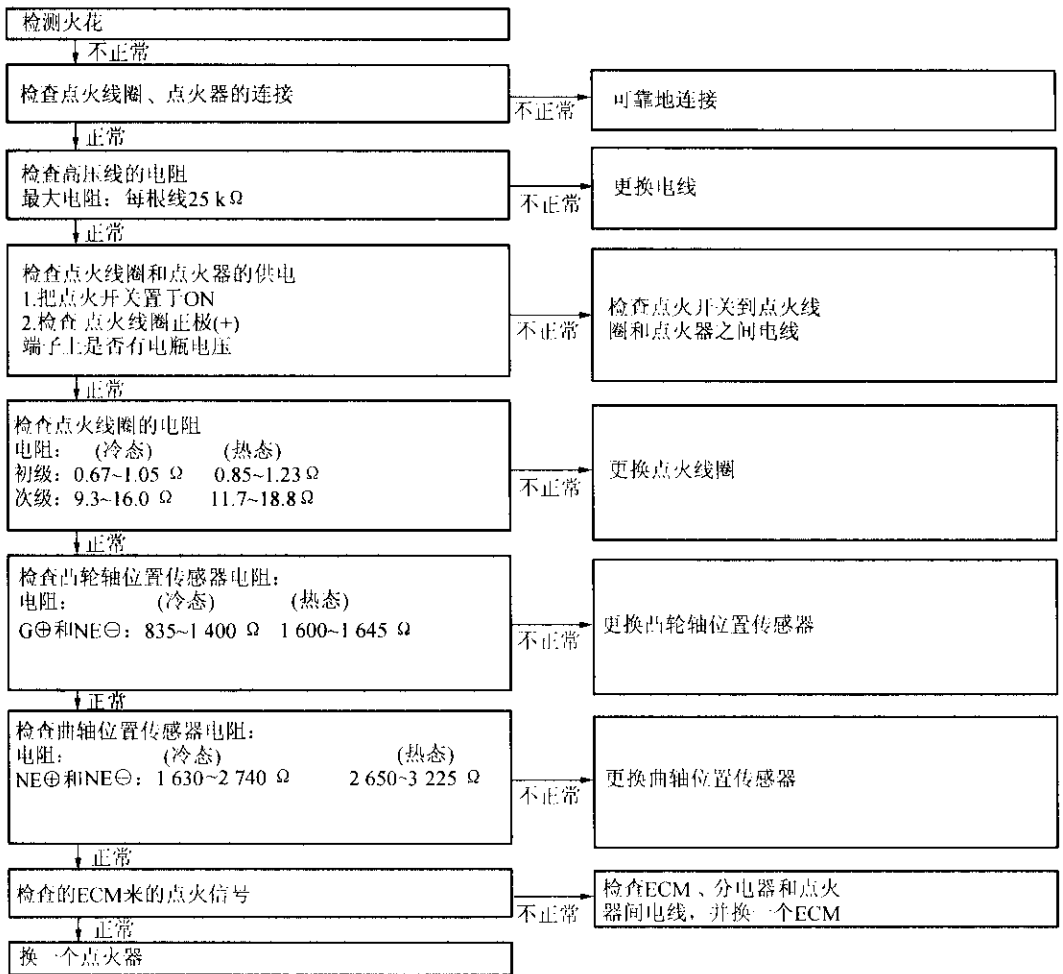 检测火花
不正常
检查点火线圈、点火器的连接
不正常
可靠地连接
正常
检查高压线的电阻
最大电阻：每根线25 kΩ
不正常
更换电线
正常
检查点火线圈和点火器的供电
1.把点火开关置于ON
2.检查 点火线圈正极(+)
端子上是否有电瓶电压
不正常
检查点火开关到点火线
圈和点火器之间电线
正常
检查点火线圈的电阻
电阻： (冷态) (热态)
初级：0.67~1.05 Ω 0.85~1.23 Ω
次级：9.3~16.0 Ω 11.7~18.8 Ω
不正常
更换点火线圈
正常
检查凸轮轴位置传感器电阻：
电阻： (冷态) (热态)
G⊕和NE⊖：835~1 400 Ω 1 600~1 645 Ω
不正常
更换凸轮轴位置传感器
正常
检查曲轴位置传感器电阻：
电阻： (冷态) (热态)
NE⊕和NE⊖：1 630~2 740 Ω 2 650~3 225 Ω
不正常
更换曲轴位置传感器
正常
检查的ECM来的点火信号
不正常
检查ECM、分电器和点火
器间电线，并换一个ECM
正常
换一个点火器